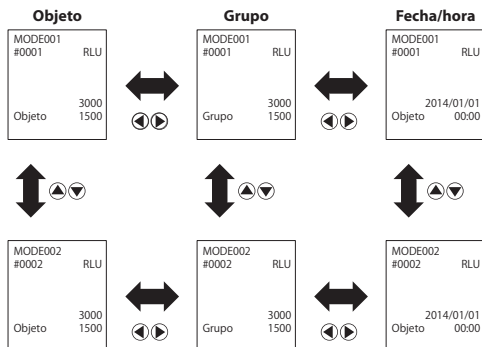 Objeto Grupo Fecha/hora
MODE001 MODE001 MODE001
#0001 RLU #0001 RLU #0001 RLU
3000 3000 2014/01/01
Objeto 1500 Grupo 1500 Objeto 00:00
MODE002 MODE002 MODE002
#0002 RLU #0002 RLU #0002 RLU
3000 3000 2014/01/01
Objeto 1500 Grupo 1500 Objeto 00:00